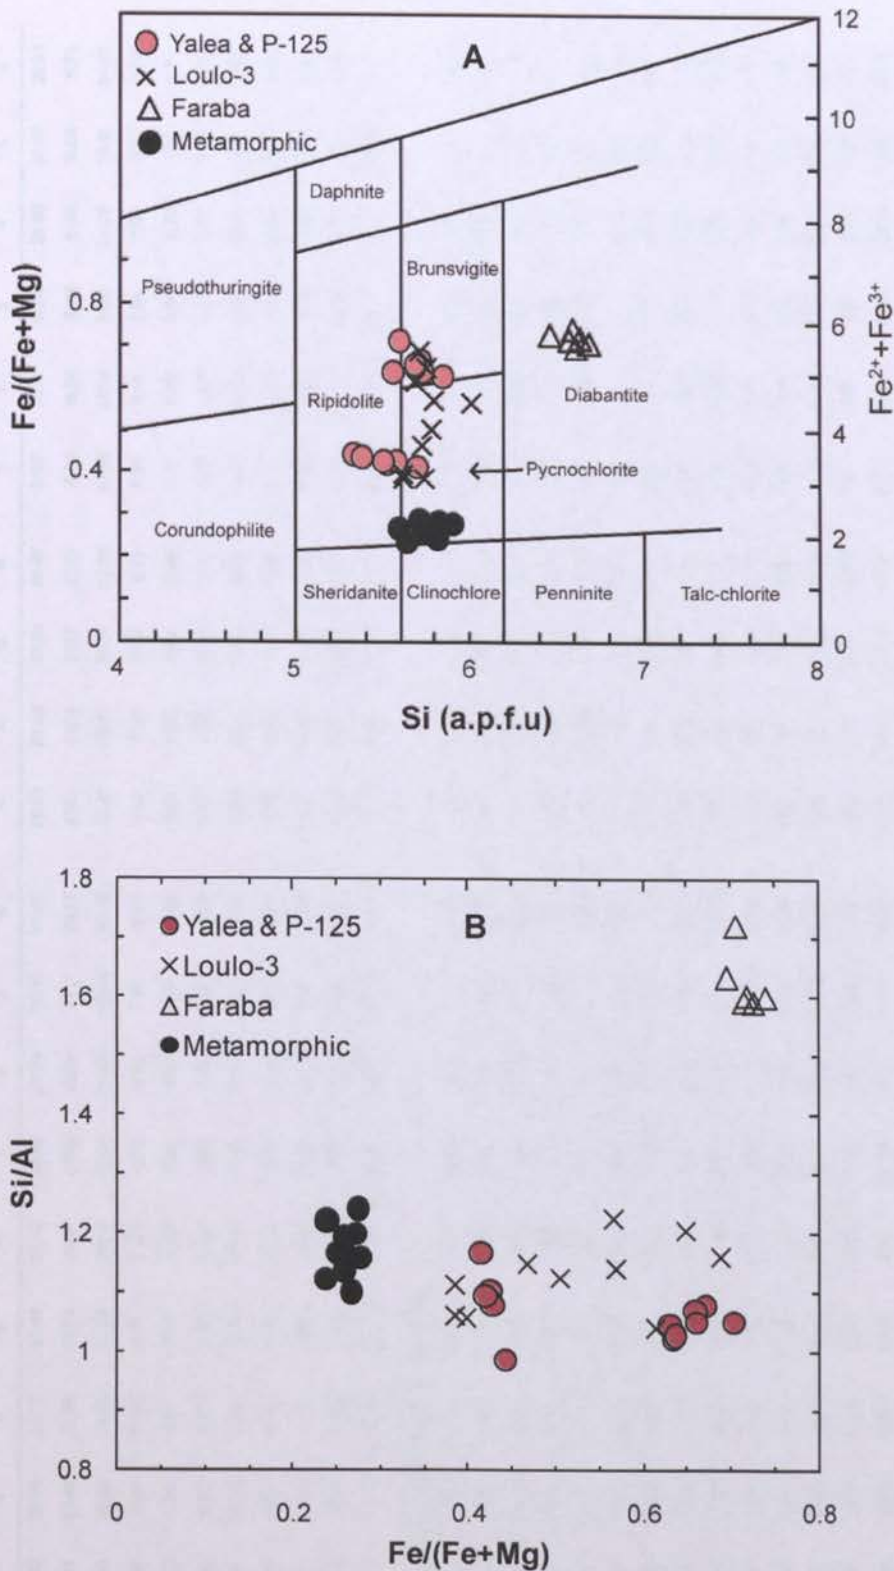 A
Yalea & P-125
Loulo-3
Faraba
Metamorphic
Daphnite
Pseudothuringite
Brunsvigite
Ripidolite
Diabantite
Pycnochlorite
Corundophilite
Sheridanite
Clinochlore
Penninite
Talc-chlorite
Fe/(Fe+Mg)
0.8
0.4
0
12
10
8
6
4
2
0
Fe2++Fe3+
4 5 6 7 8
Si (a.p.f.u)
B
Yalea & P-125
Loulo-3
Faraba
Metamorphic
Si/Al
1.8
1.6
1.4
1.2
1
0.8
0 0.2 0.4 0.6 0.8
Fe/(Fe+Mg)